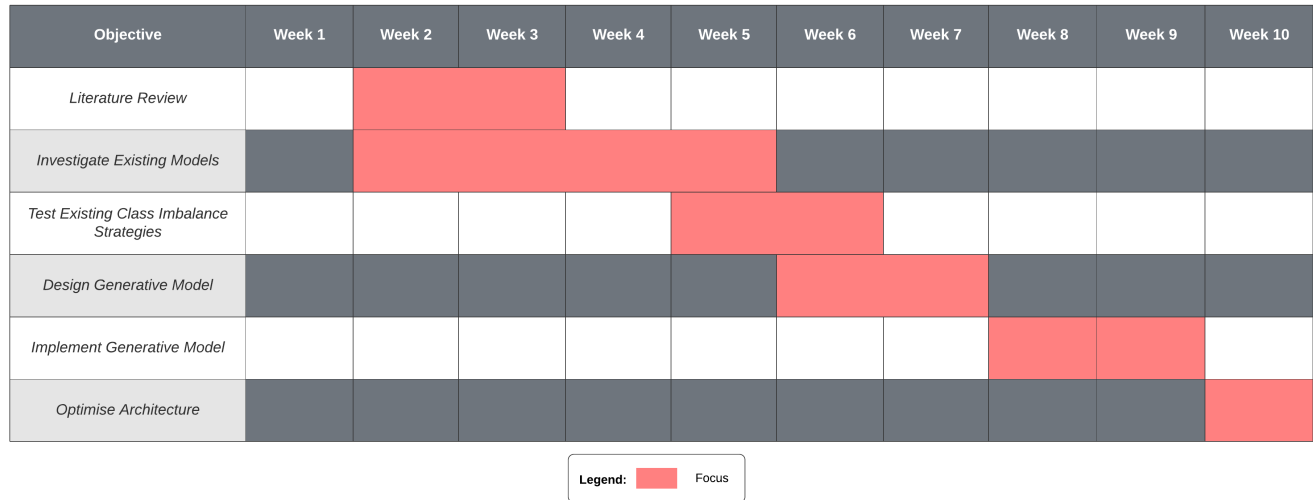 Objective Week 1 Week 2 Week 3 Week 4 Week 5 Week 6 Week 7 Week 8 Week 9 Week 10
Literature Review
Investigate Existing Models
Test Existing Class Imbalance
Strategies
Design Generative Model
Implement Generative Model
Optimise Architecture
Legend: Focus